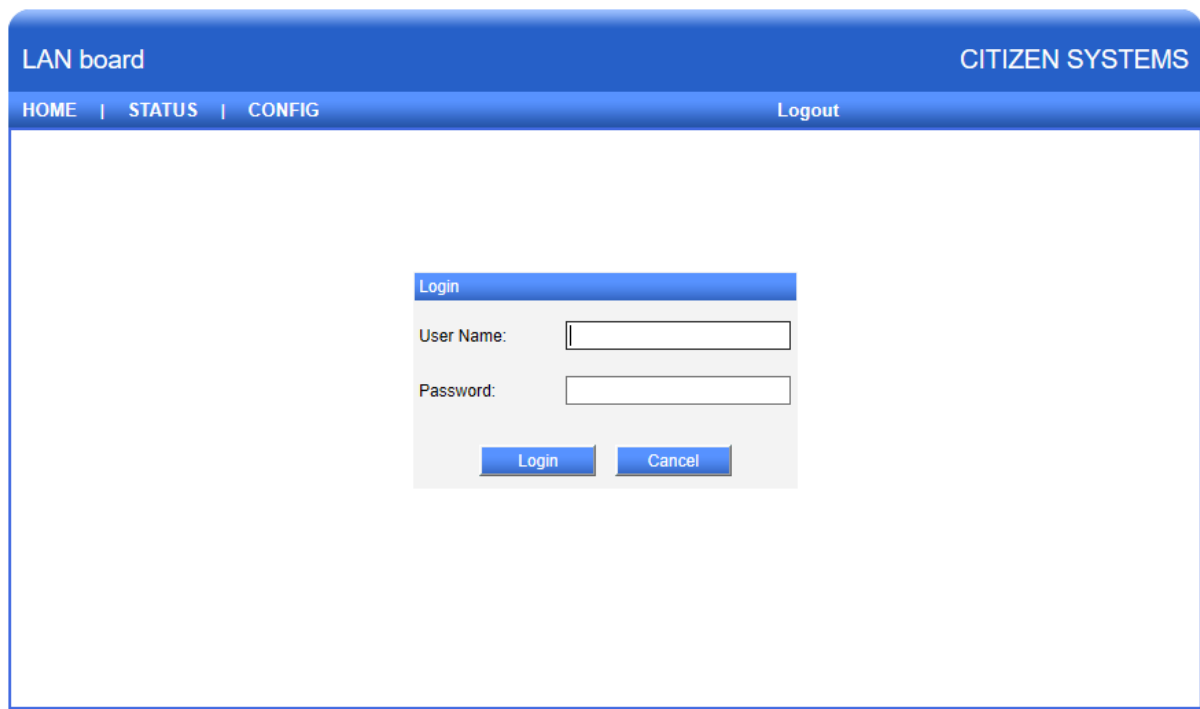 LAN board CITIZEN SYSTEMS
HOME | STATUS | CONFIG Logout
Login
User Name:
Password:
Login Cancel